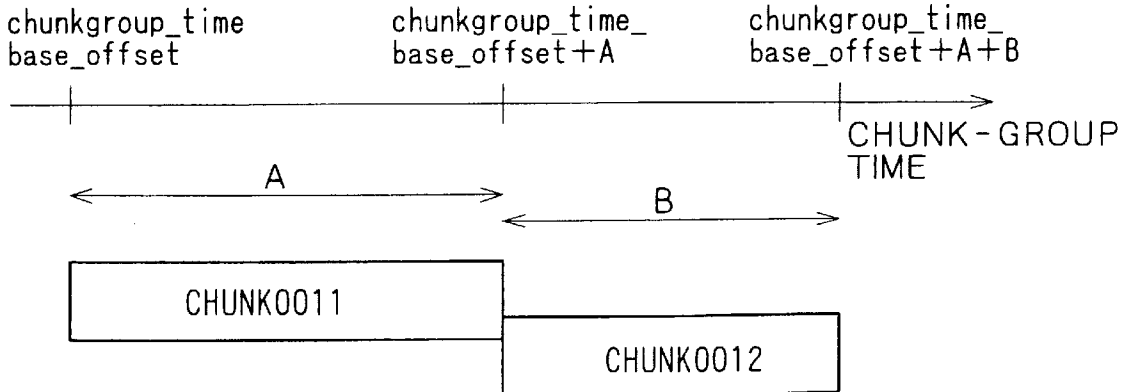 chunkgroup_time
base_offset
chunkgroup_time_
base_offset+A
chunkgroup_time_
base_offset+A+B
CHUNK-GROUP
TIME
A
B
CHUNK0011
CHUNK0012